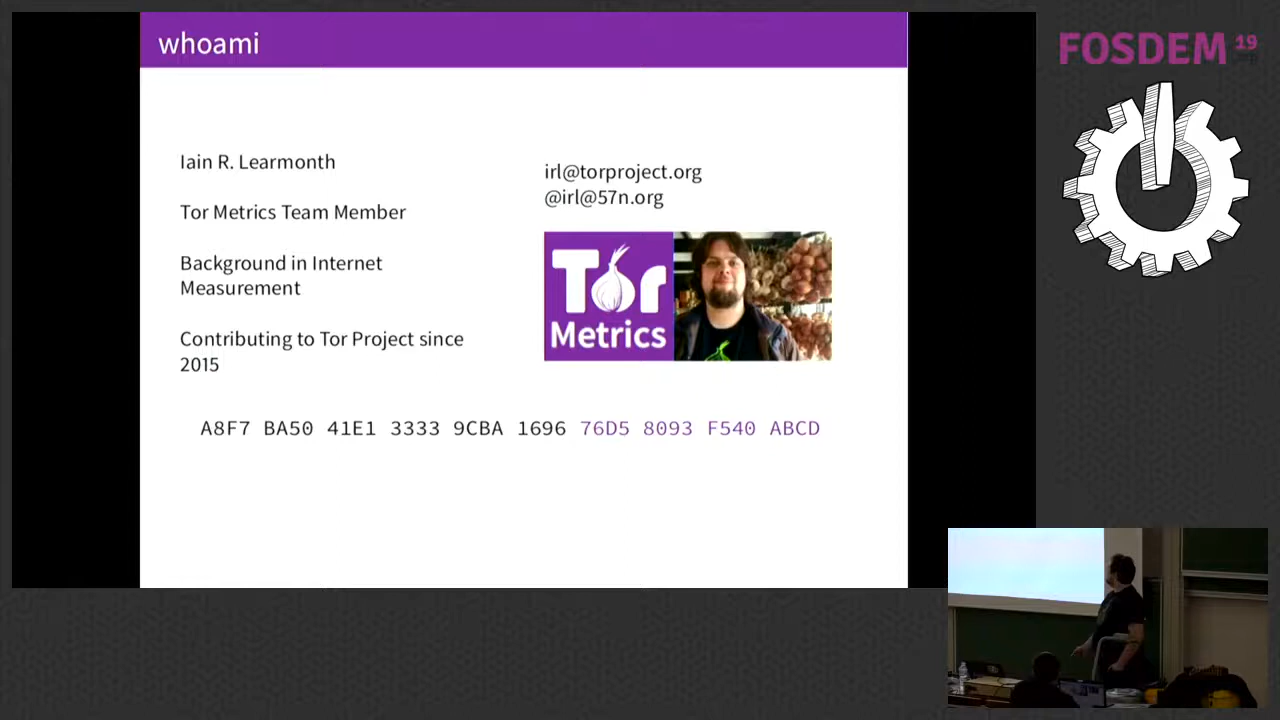 whoami
FOSDEM 19
Iain R. Learmonth
Tor Metrics Team Member
Background in Internet
Measurement
Contributing to Tor Project since
2015
irl@torproject.org
@irl@57n.org
Tor
Metrics
A8F7 BA50 41E1 3333 9CBA 1696 76D5 8093 F540 ABCD